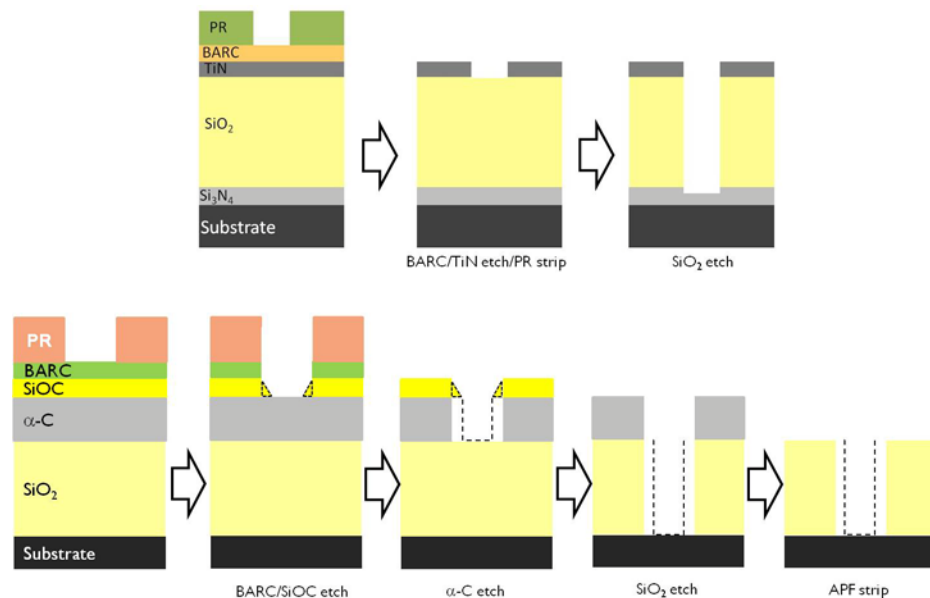 PR
BARC
TiN
SiO₂
Si₃N₄
Substrate
BARC/TiN etch/PR strip
SiO₂ etch
PR
BARC
SiOC
α-C
SiO₂
Substrate
BARC/SiOC etch
α-C etch
SiO₂ etch
APF strip